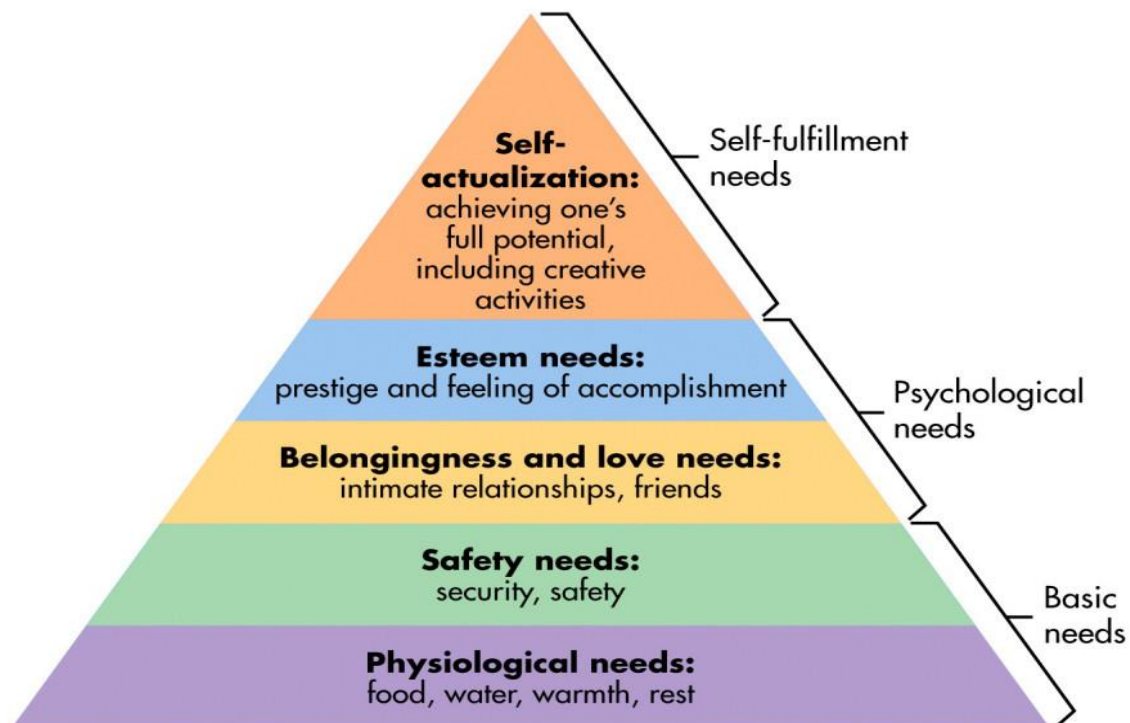 Self-
actualization:
achieving one's
full potential,
including creative
activities
Self-fulfillment
needs
Esteem needs:
prestige and feeling of accomplishment
Psychological
needs
Belongingness and love needs:
intimate relationships, friends
Safety needs:
security, safety
Basic
needs
Physiological needs:
food, water, warmth, rest